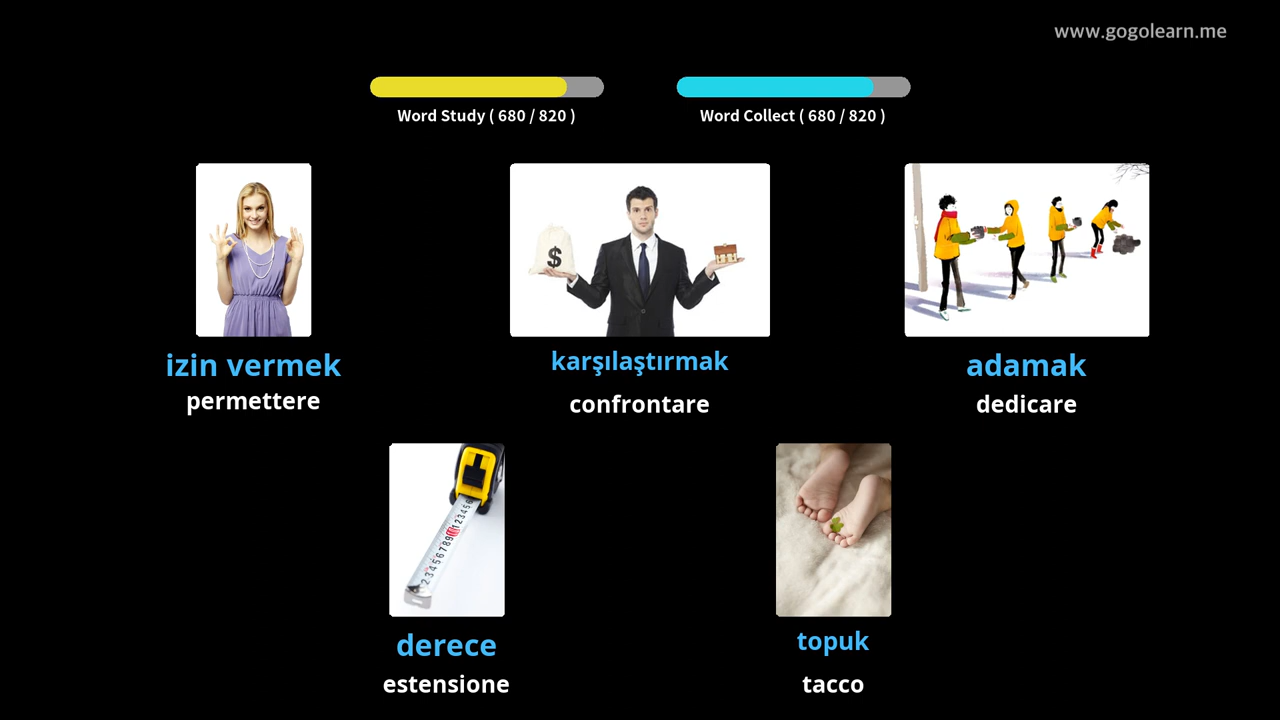 www.gogolearn.me
Word Study ( 680 / 820 )
Word Collect ( 680 / 820 )
$
izin vermek
permettere
karşılaştırmak
confrontare
adamak
dedicare
derece
estensione
topuk
tacco